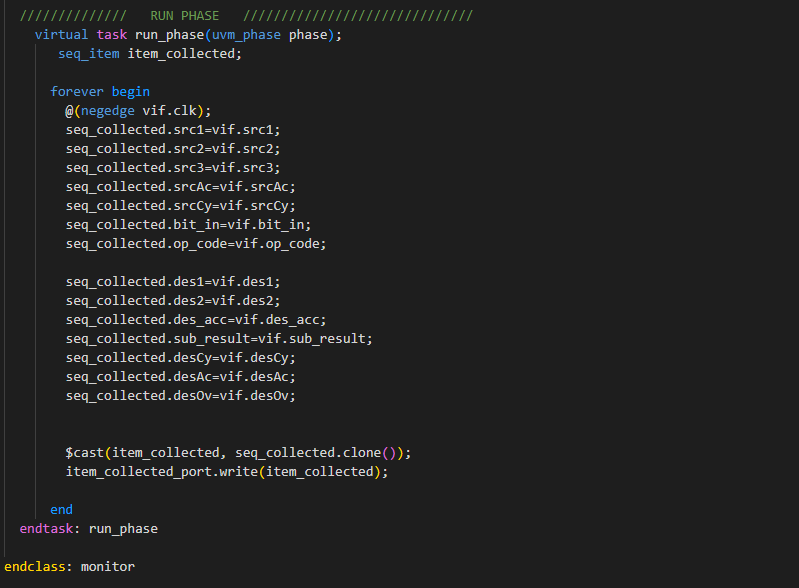 //////////////   RUN PHASE   //////////////////////////////
  virtual task run_phase(uvm_phase phase);
     seq_item item_collected;

    forever begin
      @(negedge vif.clk);
      seq_collected.src1=vif.src1;
      seq_collected.src2=vif.src2;
      seq_collected.src3=vif.src3;
      seq_collected.srcAc=vif.srcAc;
      seq_collected.srcCy=vif.srcCy;
      seq_collected.bit_in=vif.bit_in;
      seq_collected.op_code=vif.op_code;

      seq_collected.des1=vif.des1;
      seq_collected.des2=vif.des2;
      seq_collected.des_acc=vif.des_acc;
      seq_collected.sub_result=vif.sub_result;
      seq_collected.desCy=vif.desCy;
      seq_collected.desAc=vif.desAc;
      seq_collected.desOv=vif.desOv;

      $cast(item_collected, seq_collected.clone());
      item_collected_port.write(item_collected);

    end
endtask: run_phase

endclass: monitor